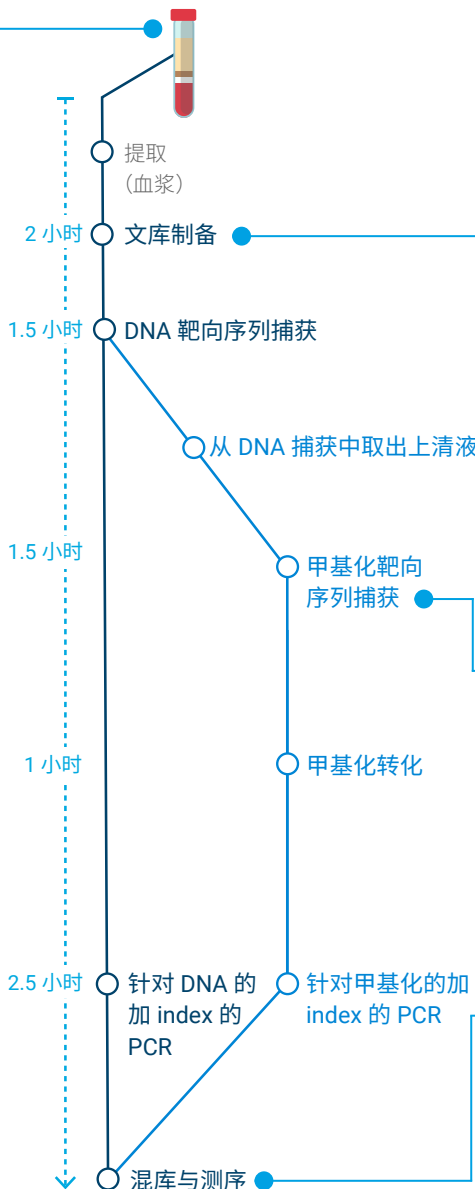 提取
（血浆）
2 小时
文库制备
1.5 小时
DNA 靶向序列捕获
从 DNA 捕获中取出上清液
1.5 小时
甲基化靶向
序列捕获
1 小时
甲基化转化
2.5 小时
针对 DNA 的
加 index 的
PCR
针对甲基化的加
index 的 PCR
混库与测序